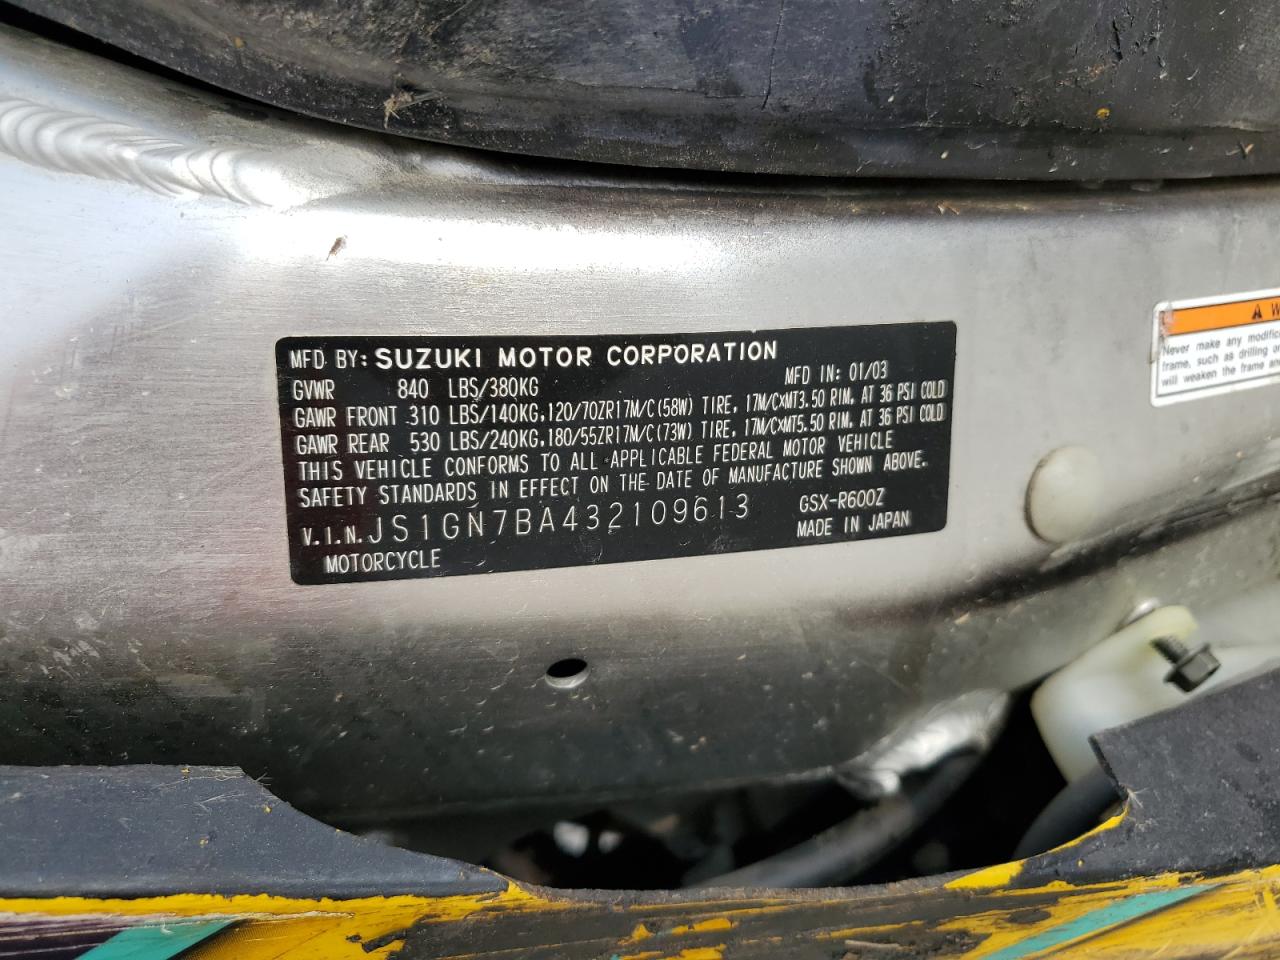 MFD BY: SUZUKI MOTOR CORPORATION
GVWR 840 LBS/380KG MFD IN: 01/03
GAWR FRONT 310 LBS/140KG.120/70ZR17M/C(58W) TIRE, 17M/CXMT3.50 RIM, AT 36 PSI COLD
GAWR REAR 530 LBS/240KG.180/55ZR17M/C(73W) TIRE, 17M/CXMT5.50 RIM, AT 36 PSI COLD
THIS VEHICLE CONFORMS TO ALL APPLICABLE FEDERAL MOTOR VEHICLE
SAFETY STANDARDS IN EFFECT ON THE DATE OF MANUFACTURE SHOWN ABOVE.
V.I.N. JS1GN7BA432109613 GSX-R600Z
MOTORCYCLE MADE IN JAPAN
Never make any
frame, such as drilling
will weaken the frame